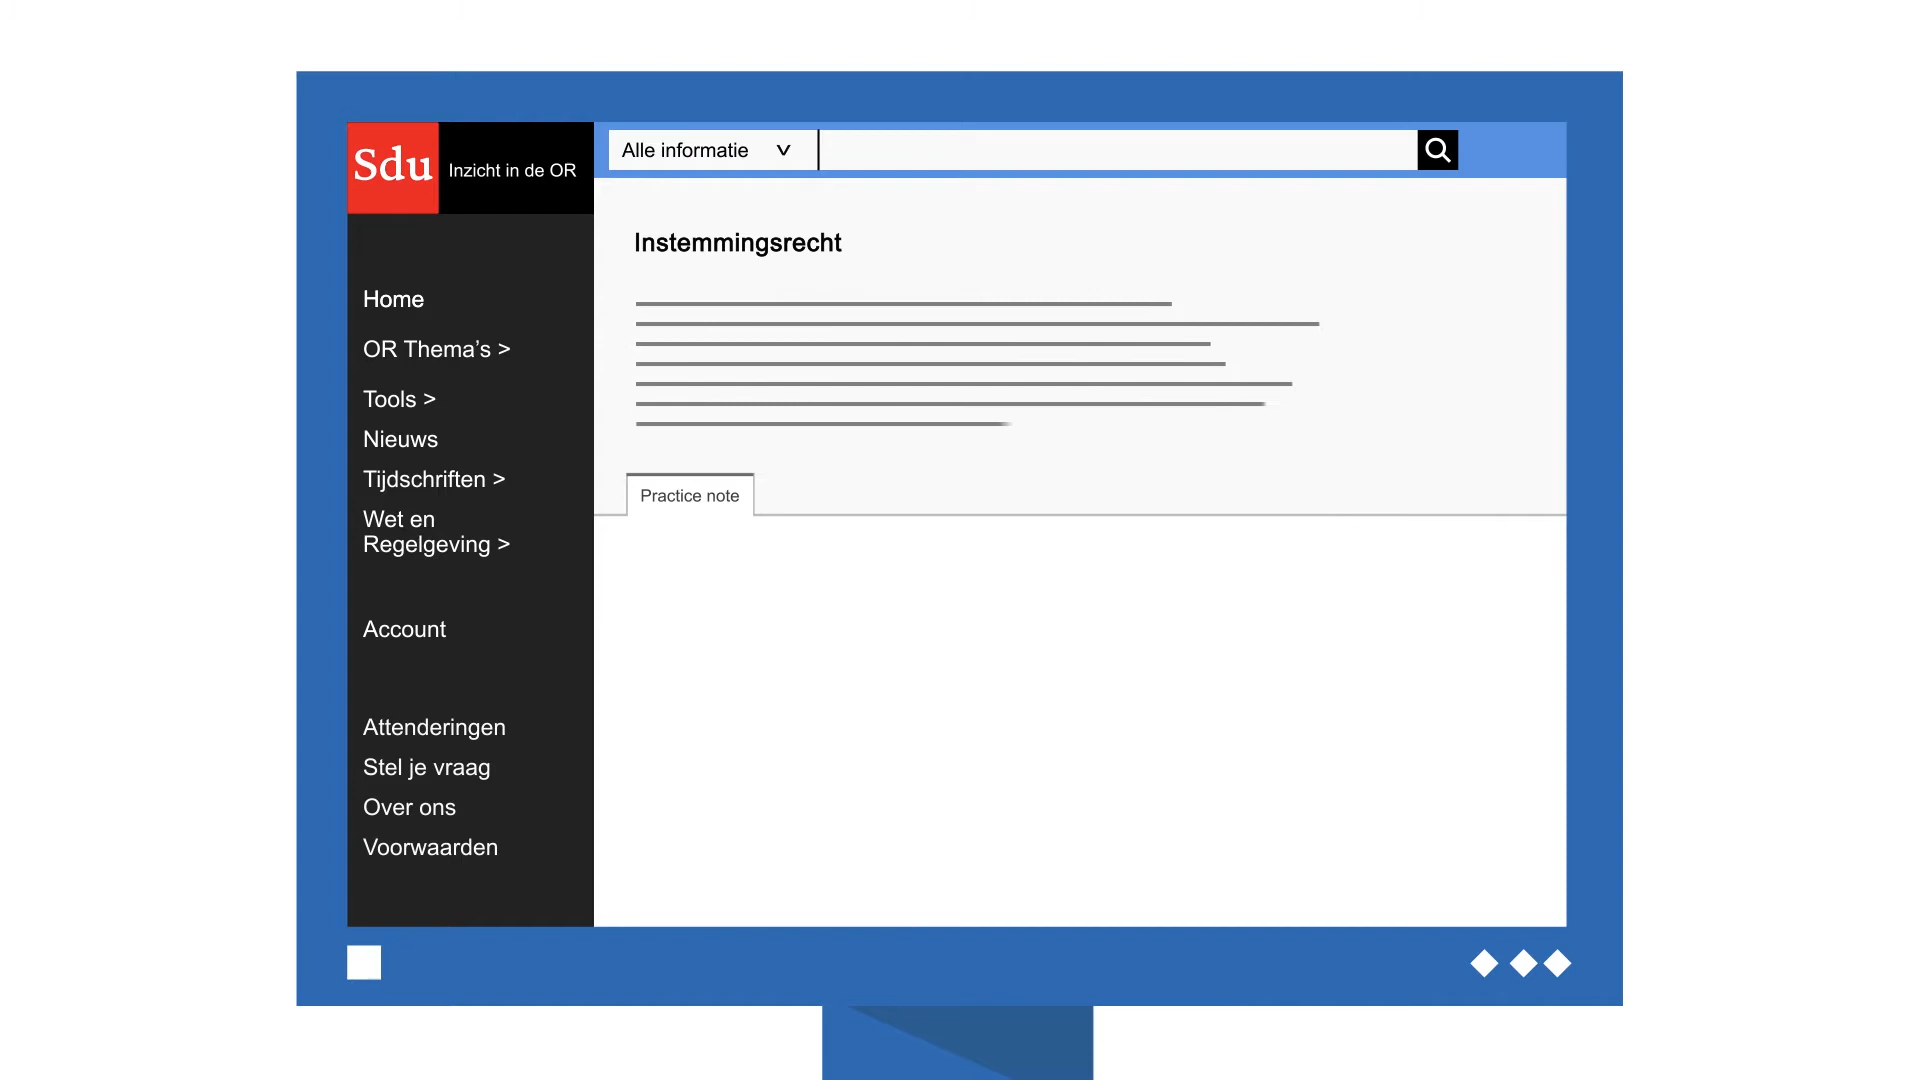 Sdu
Inzicht in de OR
Alle informatie
Home
OR Thema’s >
Tools >
Nieuws
Tijdschriften >
Wet en
Regelgeving >
Account
Attenderingen
Stel je vraag
Over ons
Voorwaarden
Instemmingsrecht
Practice note